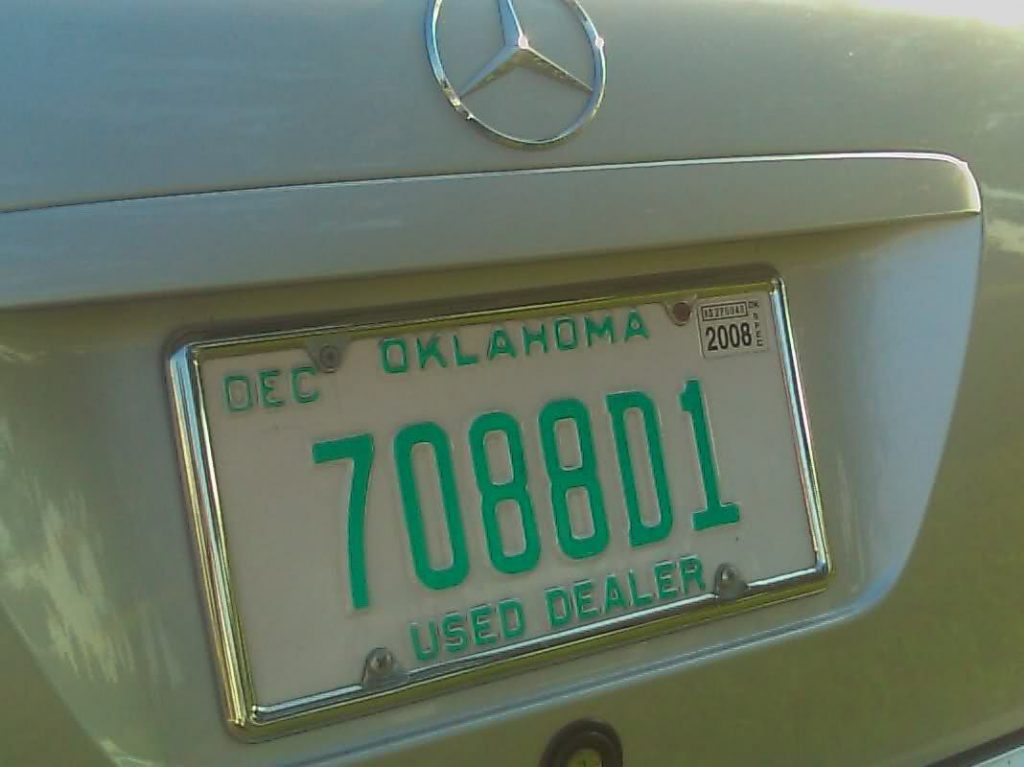 OKLAHOMA
DEC
2008
7088D1
USED DEALER